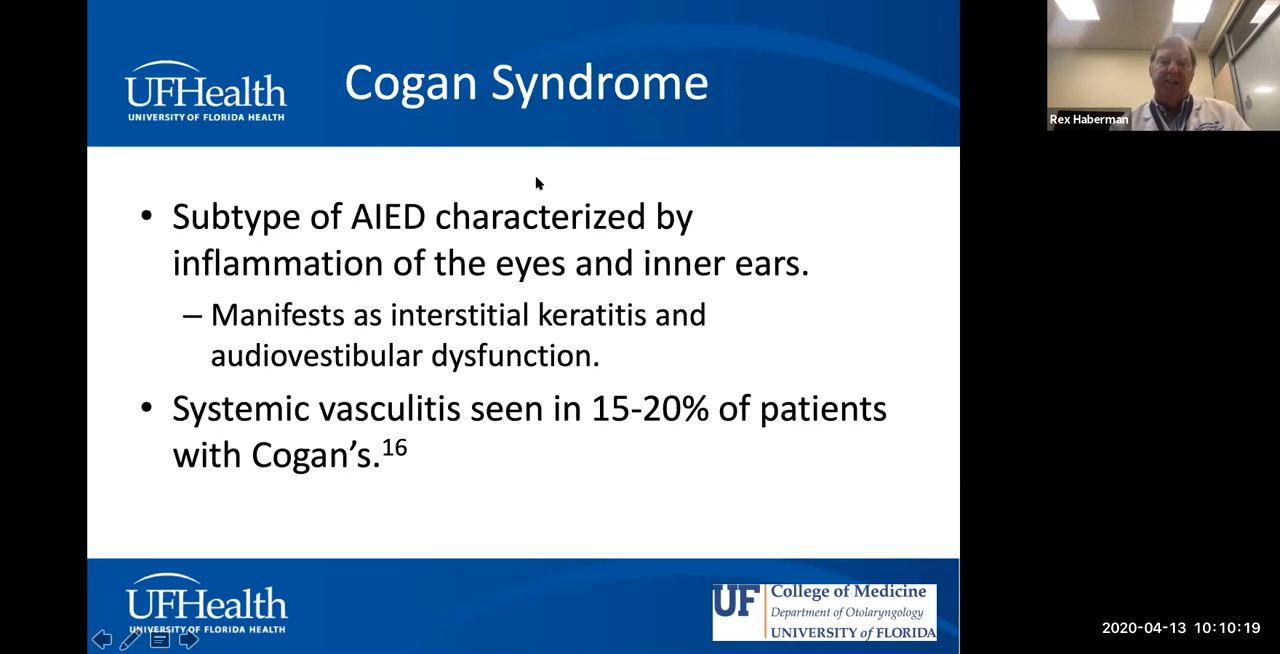 UFHealth
UNIVERSITY OF FLORIDA HEALTH
Cogan Syndrome
Rex Haberman
• Subtype of AIED characterized by
inflammation of the eyes and inner ears.
– Manifests as interstitial keratitis and
audiovestibular dysfunction.
• Systemic vasculitis seen in 15-20% of patients
with Cogan’s.16
UFHealth
UNIVERSITY OF FLORIDA HEALTH
UF
College of Medicine
Department of Otolaryngology
UNIVERSITY of FLORIDA
2020-04-13 10:10:19